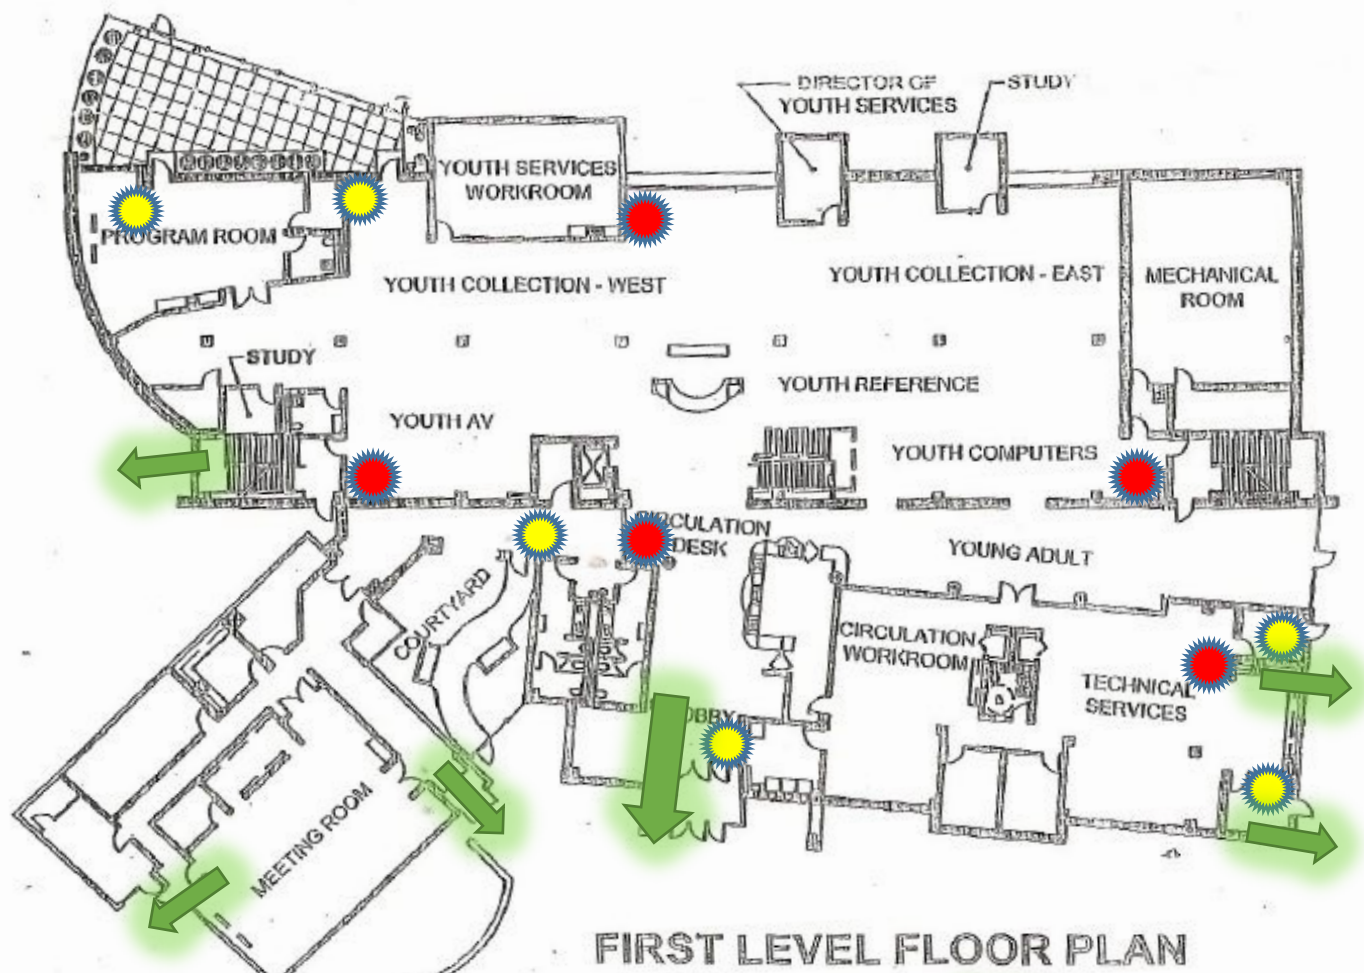 DIRECTOR OF
YOUTH SERVICES
STUDY
YOUTH SERVICES
WORKROOM
PROGRAM ROOM
YOUTH COLLECTION - WEST
YOUTH COLLECTION - EAST
MECHANICAL
ROOM
STUDY
YOUTH REFERENCE
YOUTH AV
YOUTH COMPUTERS
CIRCULATION
DESK
YOUNG ADULT
COURTYARD
CIRCULATION
WORKROOM
TECHNICAL
SERVICES
LOBBY
MEETING ROOM
FIRST LEVEL FLOOR PLAN